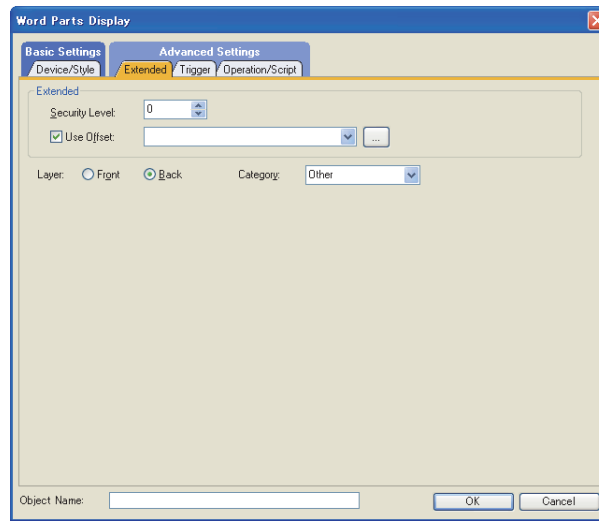 Word Parts Display
Basic Settings Advanced Settings
Device/Style Extended Trigger Operation/Script
Extended
Security Level: 0
Use Offset: ...
Layer: Front Back Category: Other
Object Name: OK Cancel